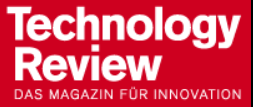 Technology
Review
DAS MAGAZIN FÜR INNOVATION